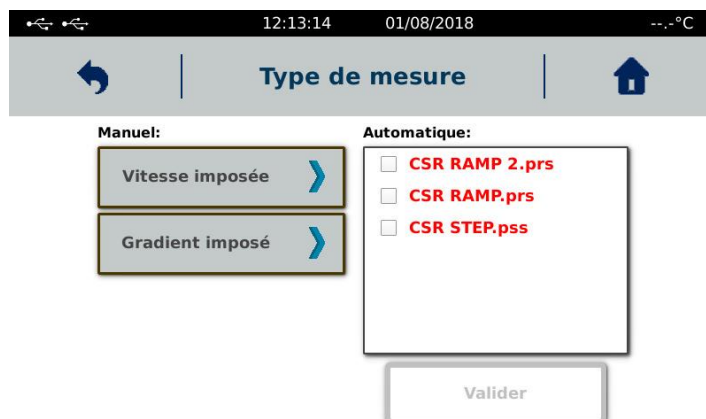 12:13:14 01/08/2018 --.-°C
Type de mesure
Manuel:
Vitesse imposée
Gradient imposé
Automatique:
CSR RAMP 2.prs
CSR RAMP.prs
CSR STEP.pss
Valider